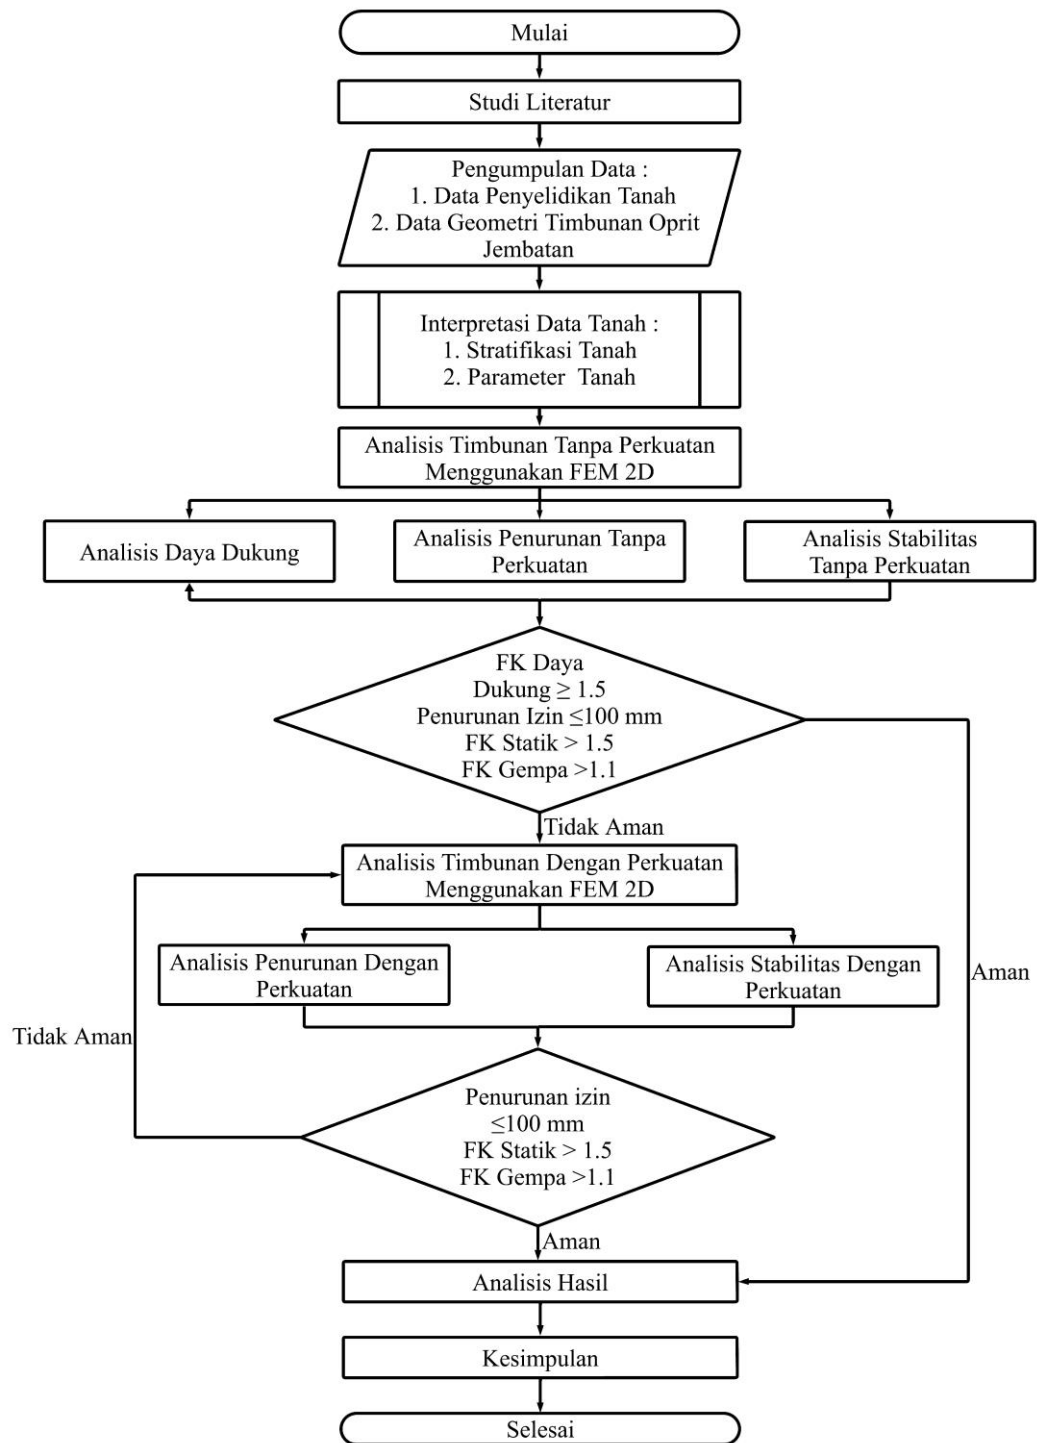 Mulai
Studi Literatur
Pengumpulan Data :
1. Data Penyelidikan Tanah
2. Data Geometri Timbunan Oprit
Jembatan
Interpretasi Data Tanah :
1. Stratifikasi Tanah
2. Parameter Tanah
Analisis Timbunan Tanpa Perkuatan
Menggunakan FEM 2D
Analisis Daya Dukung
Analisis Penurunan Tanpa
Perkuatan
Analisis Stabilitas
Tanpa Perkuatan
FK Daya
Dukung ≥ 1.5
Penurunan Izin ≤100 mm
FK Statik > 1.5
FK Gempa >1.1
Tidak Aman
Analisis Timbunan Dengan Perkuatan
Menggunakan FEM 2D
Analisis Penurunan Dengan
Perkuatan
Analisis Stabilitas Dengan
Perkuatan
Aman
Tidak Aman
Penurunan izin
≤100 mm
FK Statik > 1.5
FK Gempa >1.1
Aman
Analisis Hasil
Kesimpulan
Selesai